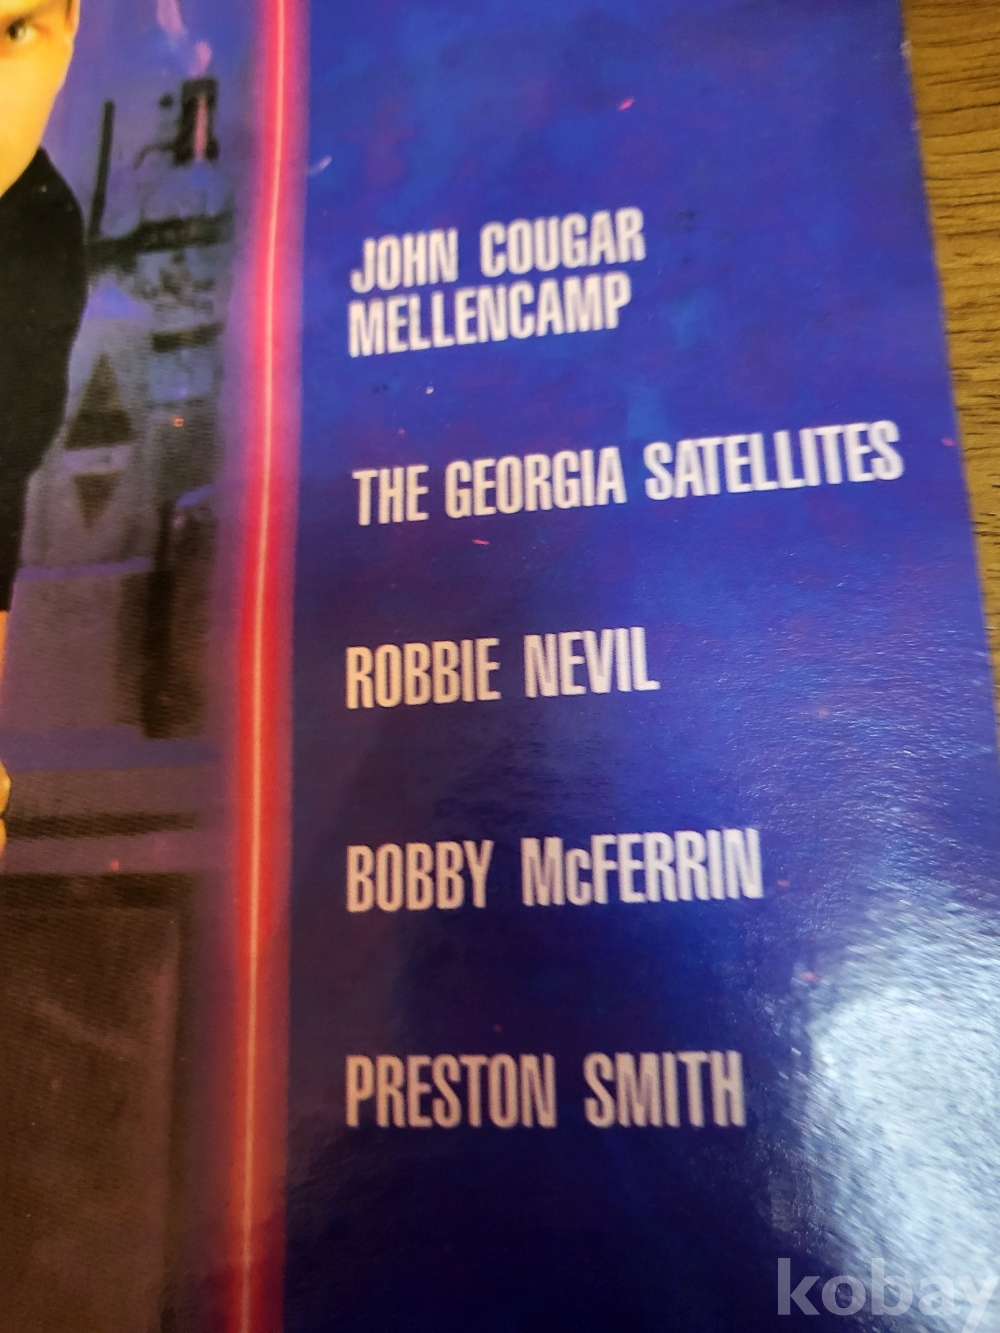 JOHN COUGAR
MELLENCAMP
THE GEORGIA SATELLITES
ROBBIE NEVIL
BOBBY McFERRIN
PRESTON SMITH
kobay